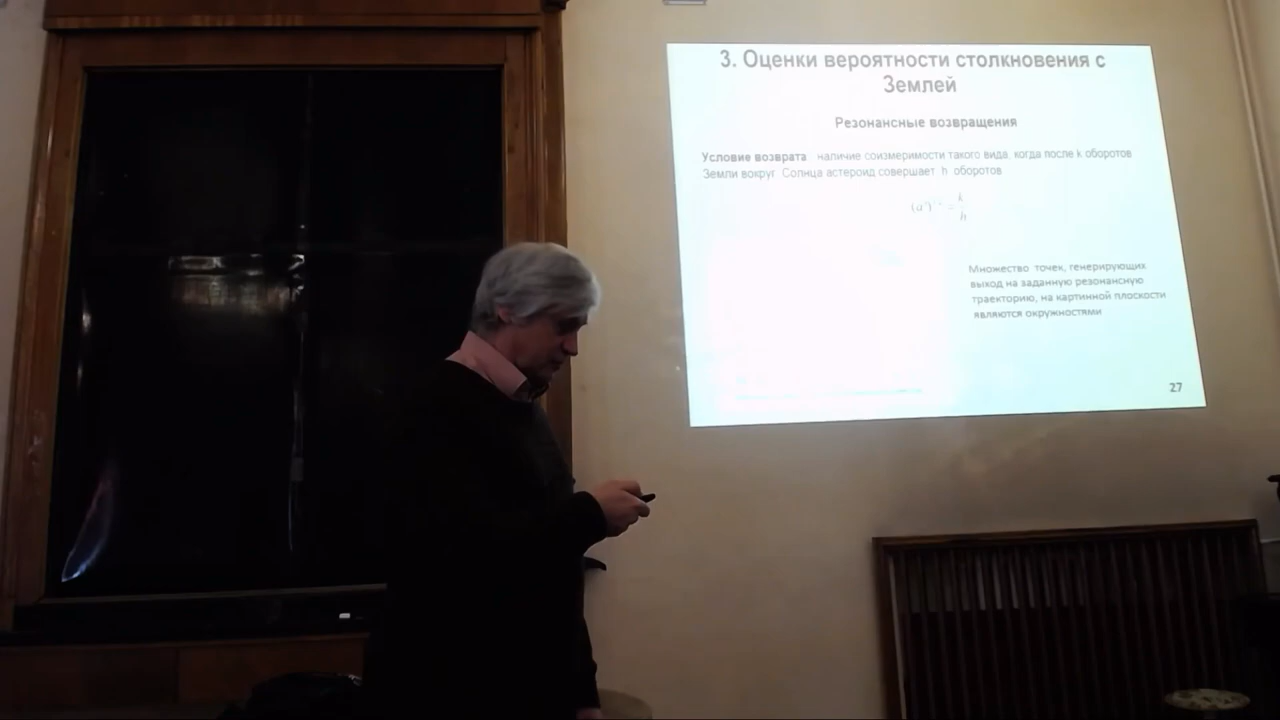 3. Оценки вероятности столкновения с
Землей
Резонансные возвращения
Условие возврата наличие соизмеримости такого вида, когда после k оборотов
Земли вокруг Солнца астероид совершает h оборотов
k
h
Множество точек, генерирующих
выход на заданную резонансную
траекторию, на картинной плоскости
являются окружностями
27